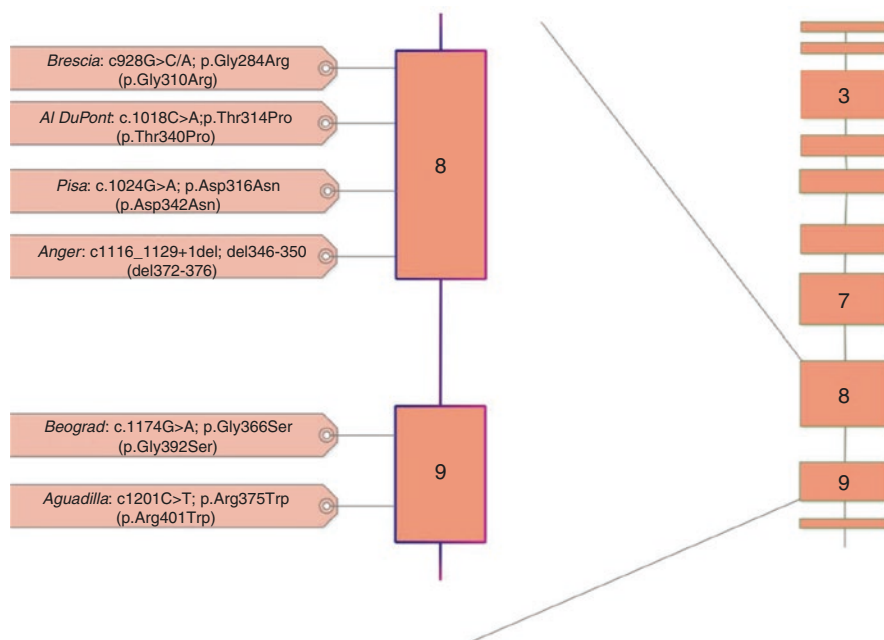 Brescia: c928G>C/A; p.Gly284Arg
(p.Gly310Arg)
Al DuPont: c.1018C>A;p.Thr314Pro
(p.Thr340Pro)
Pisa: c.1024G>A; p.Asp316Asn
(p.Asp342Asn)
Anger: c1116_1129+1del; del346-350
(del372-376)
Beograd: c.1174G>A; p.Gly366Ser
(p.Gly392Ser)
Aguadilla: c1201C>T; p.Arg375Trp
(p.Arg401Trp)
8
9
3
7
8
9